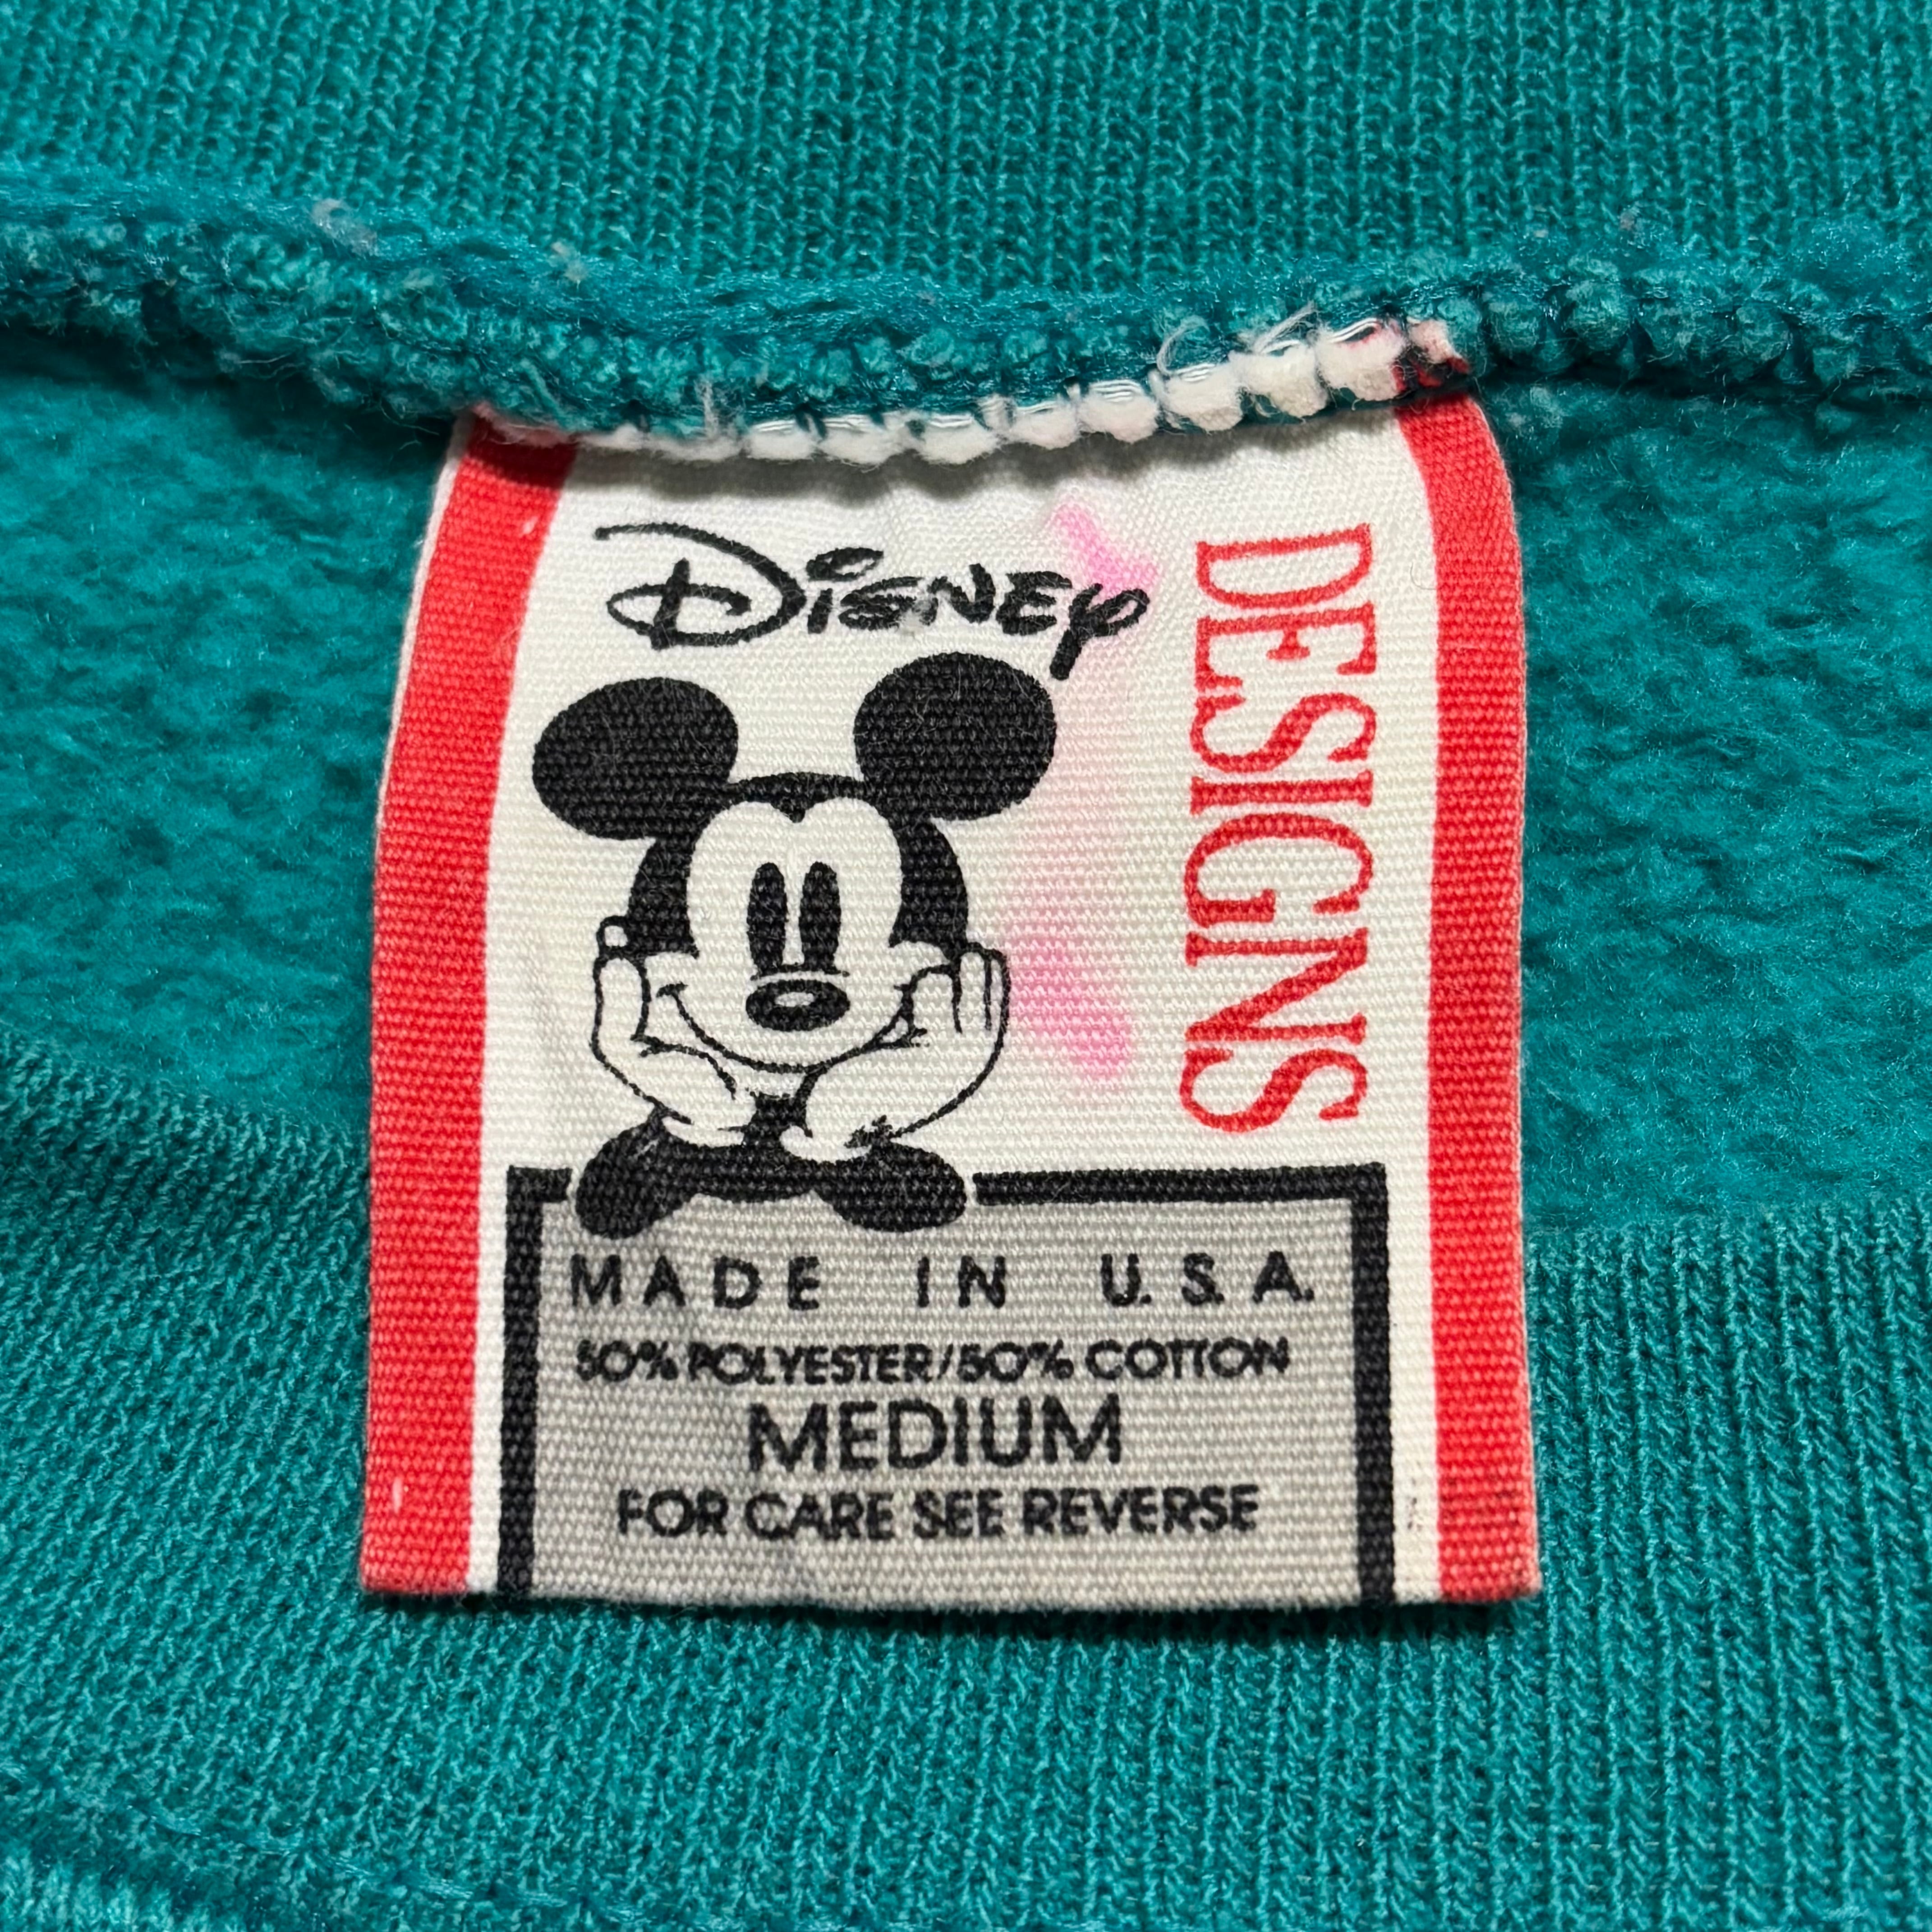 Disney
DESIGNS
MADE IN U.S.A.
50% POLYESTER/50% COTTON
MEDIUM
FOR CARE SEE REVERSE